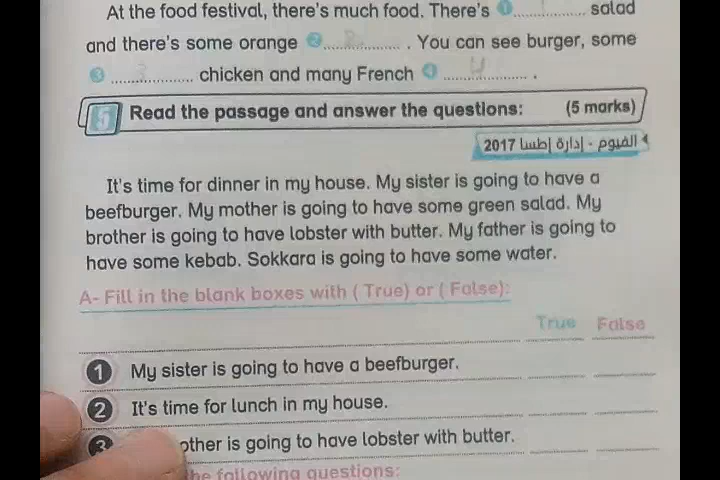 At the food festival, there's much food. There's 1 ............... salad
and there's some orange 2 ............... . You can see burger, some
3 ............... chicken and many French 4 ............... .
5 Read the passage and answer the questions: (5 marks)
الفيوم - إدارة إطسا 2017
It's time for dinner in my house. My sister is going to have a
beefburger. My mother is going to have some green salad. My
brother is going to have lobster with butter. My father is going to
have some kebab. Sokkara is going to have some water.
A- Fill in the blank boxes with ( True) or ( False):
True False
1 My sister is going to have a beefburger.
2 It's time for lunch in my house.
3 is going to have lobster with butter.
the following questions: